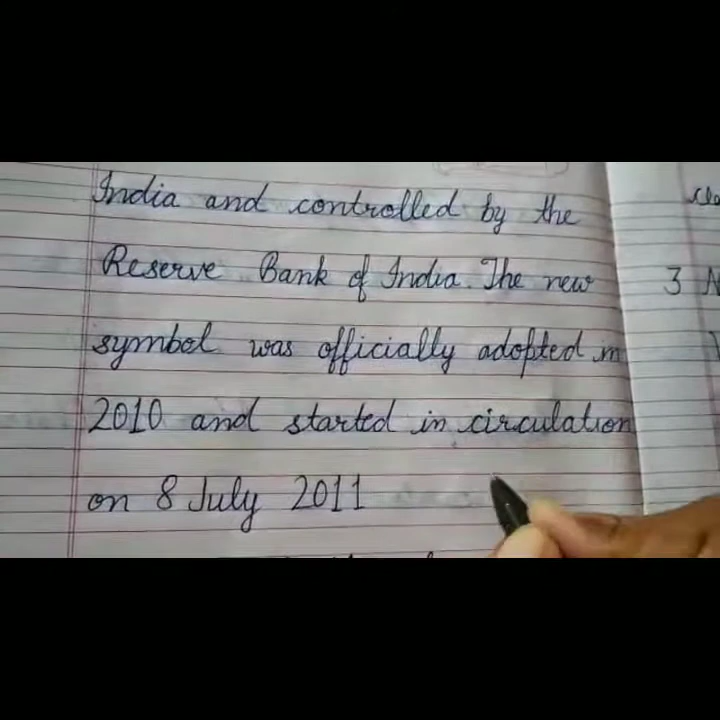 India and controlled by the
Reserve Bank of India. The new
symbol was officially adopted in
2010 and started in circulation
on 8 July 2011
3